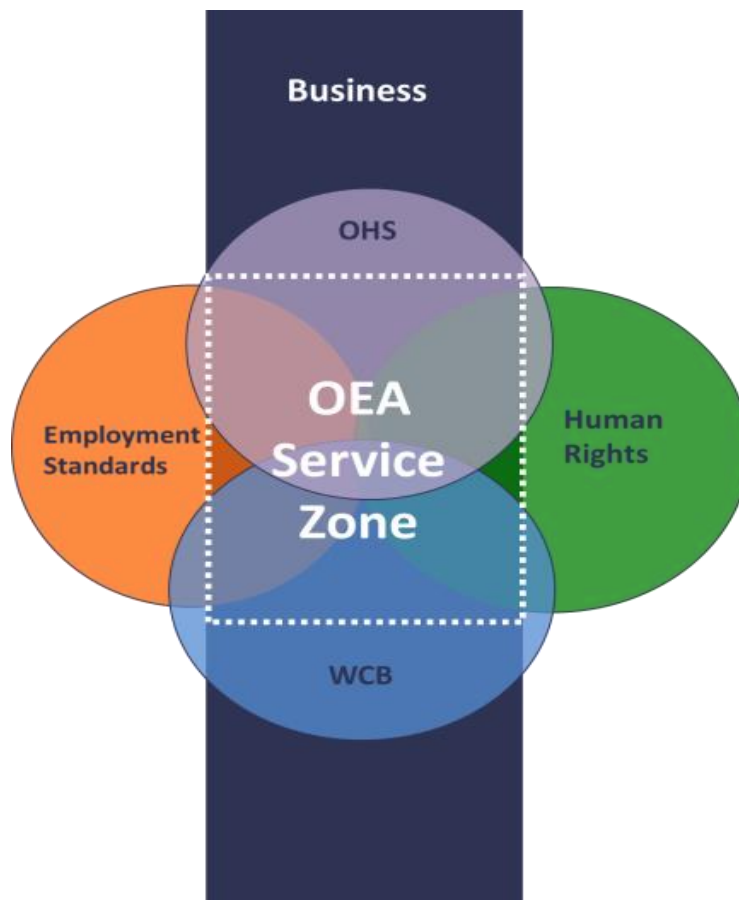 Business
OHS
OEA
Service
Zone
Employment
Standards
Human
Rights
WCB